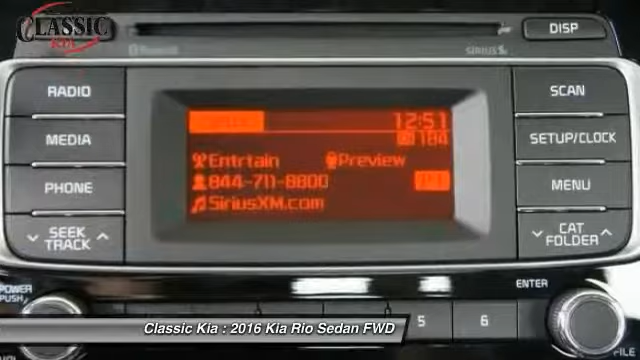 CLASSIC
KIA
DISP
SIRIUS
RADIO
MEDIA
PHONE
SEEK
TRACK
12:51
184
Entrtain
Preview
844-711-8800
SiriusXM.com
SCAN
SETUP/CLOCK
MENU
CAT
FOLDER
POWER
PUSH
ENTER
5
6
VOL
FILE
Classic Kia : 2016 Kia Rio Sedan FWD